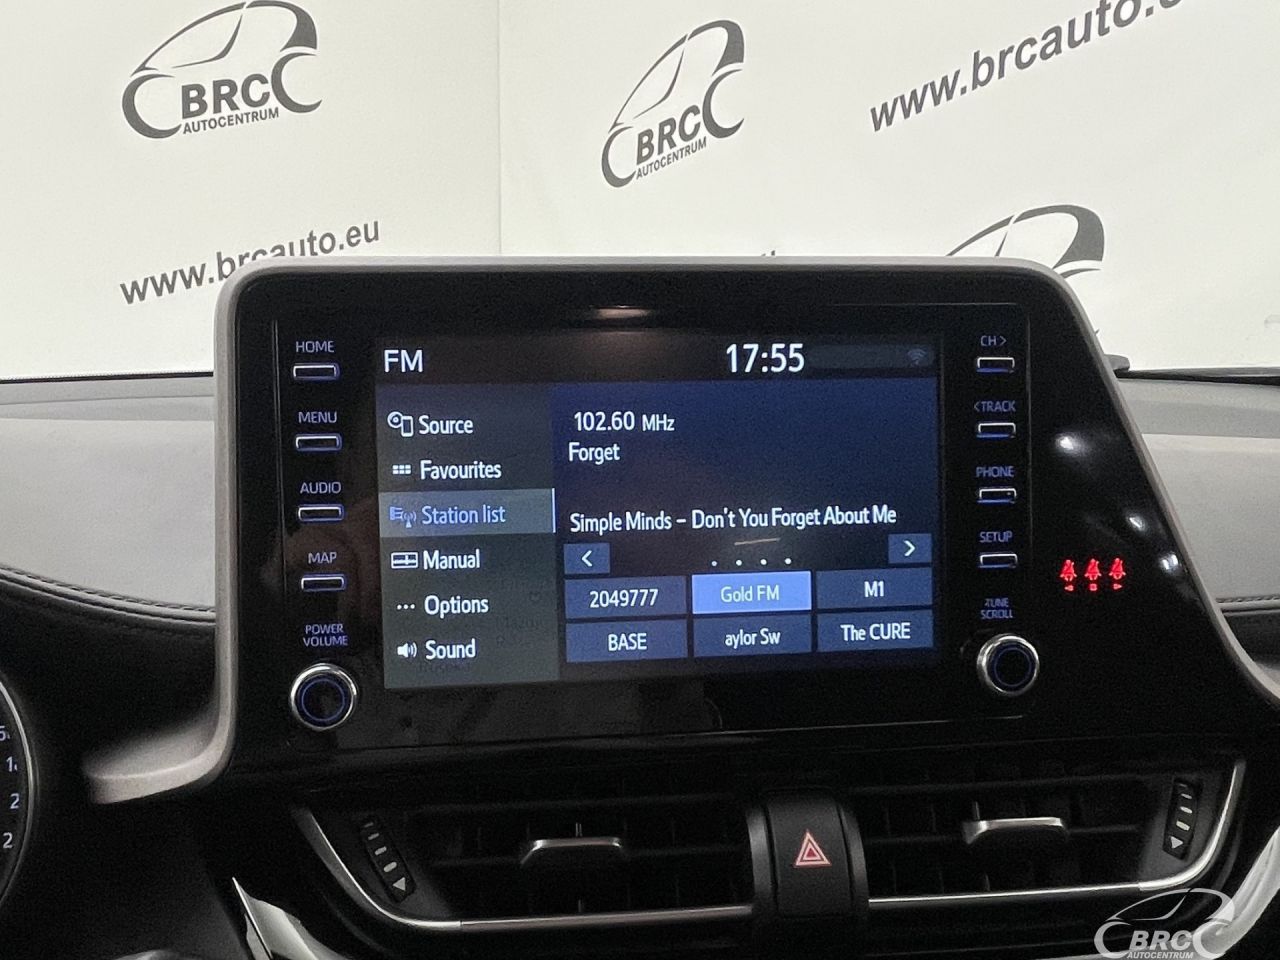 BRC
AUTOCENTRUM
BRC
AUTOCENTRUM
www.brcauto.e
www.brcauto.eu
HOME
MENU
AUDIO
MAP
POWER
VOLUME
FM
17:55
Source
Favourites
Station list
Manual
Options
Sound
102.60 MHz
Forget
Simple Minds – Don't You Forget About Me
<
>
2049777
Gold FM
M1
BASE
aylor Sw
The CURE
CH >
< TRACK
PHONE
SETUP
TUNE
SCROLL
2
2
BRC
AUTOCENTRUM